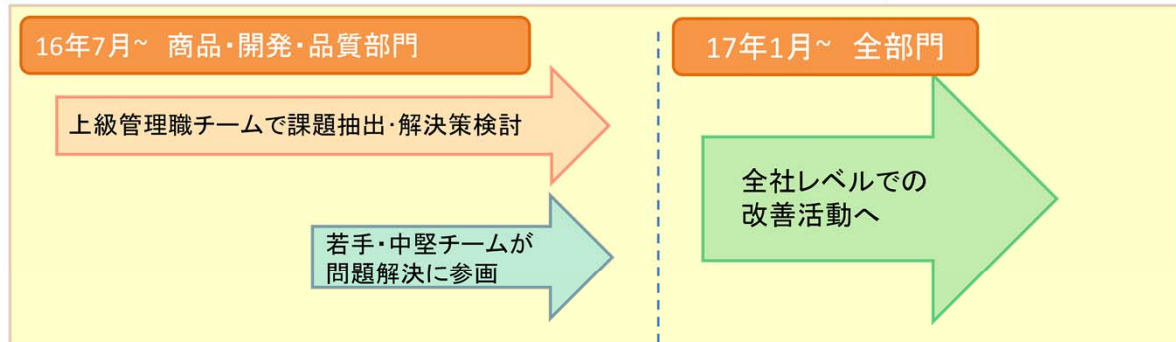 16年7月~ 商品・開発・品質部門
上級管理職チームで課題抽出・解決策検討
若手・中堅チームが
問題解決に参画
17年1月~ 全部門
全社レベルでの
改善活動へ